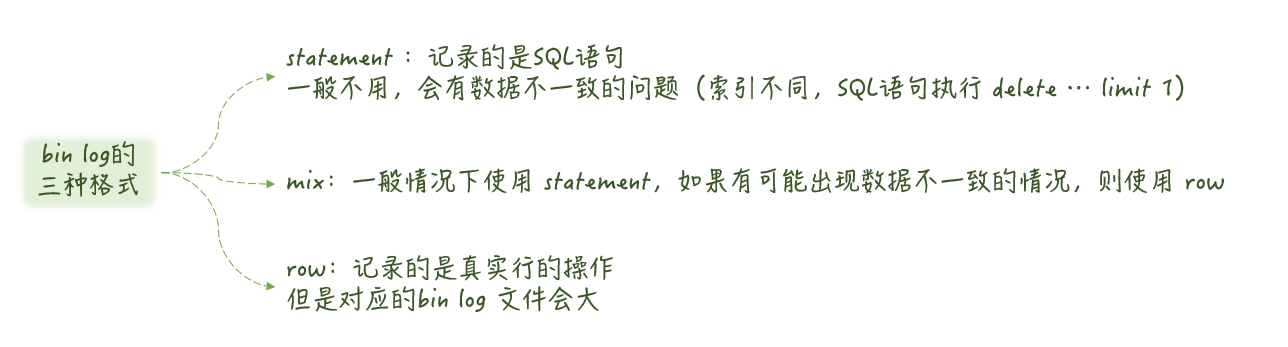 bin log的
三种格式
statement ：记录的是SQL语句
一般不用，会有数据不一致的问题（索引不同，SQL语句执行 delete … limit 1）
mix：一般情况下使用 statement，如果有可能出现数据不一致的情况，则使用 row
row：记录的是真实行的操作
但是对应的bin log 文件会大